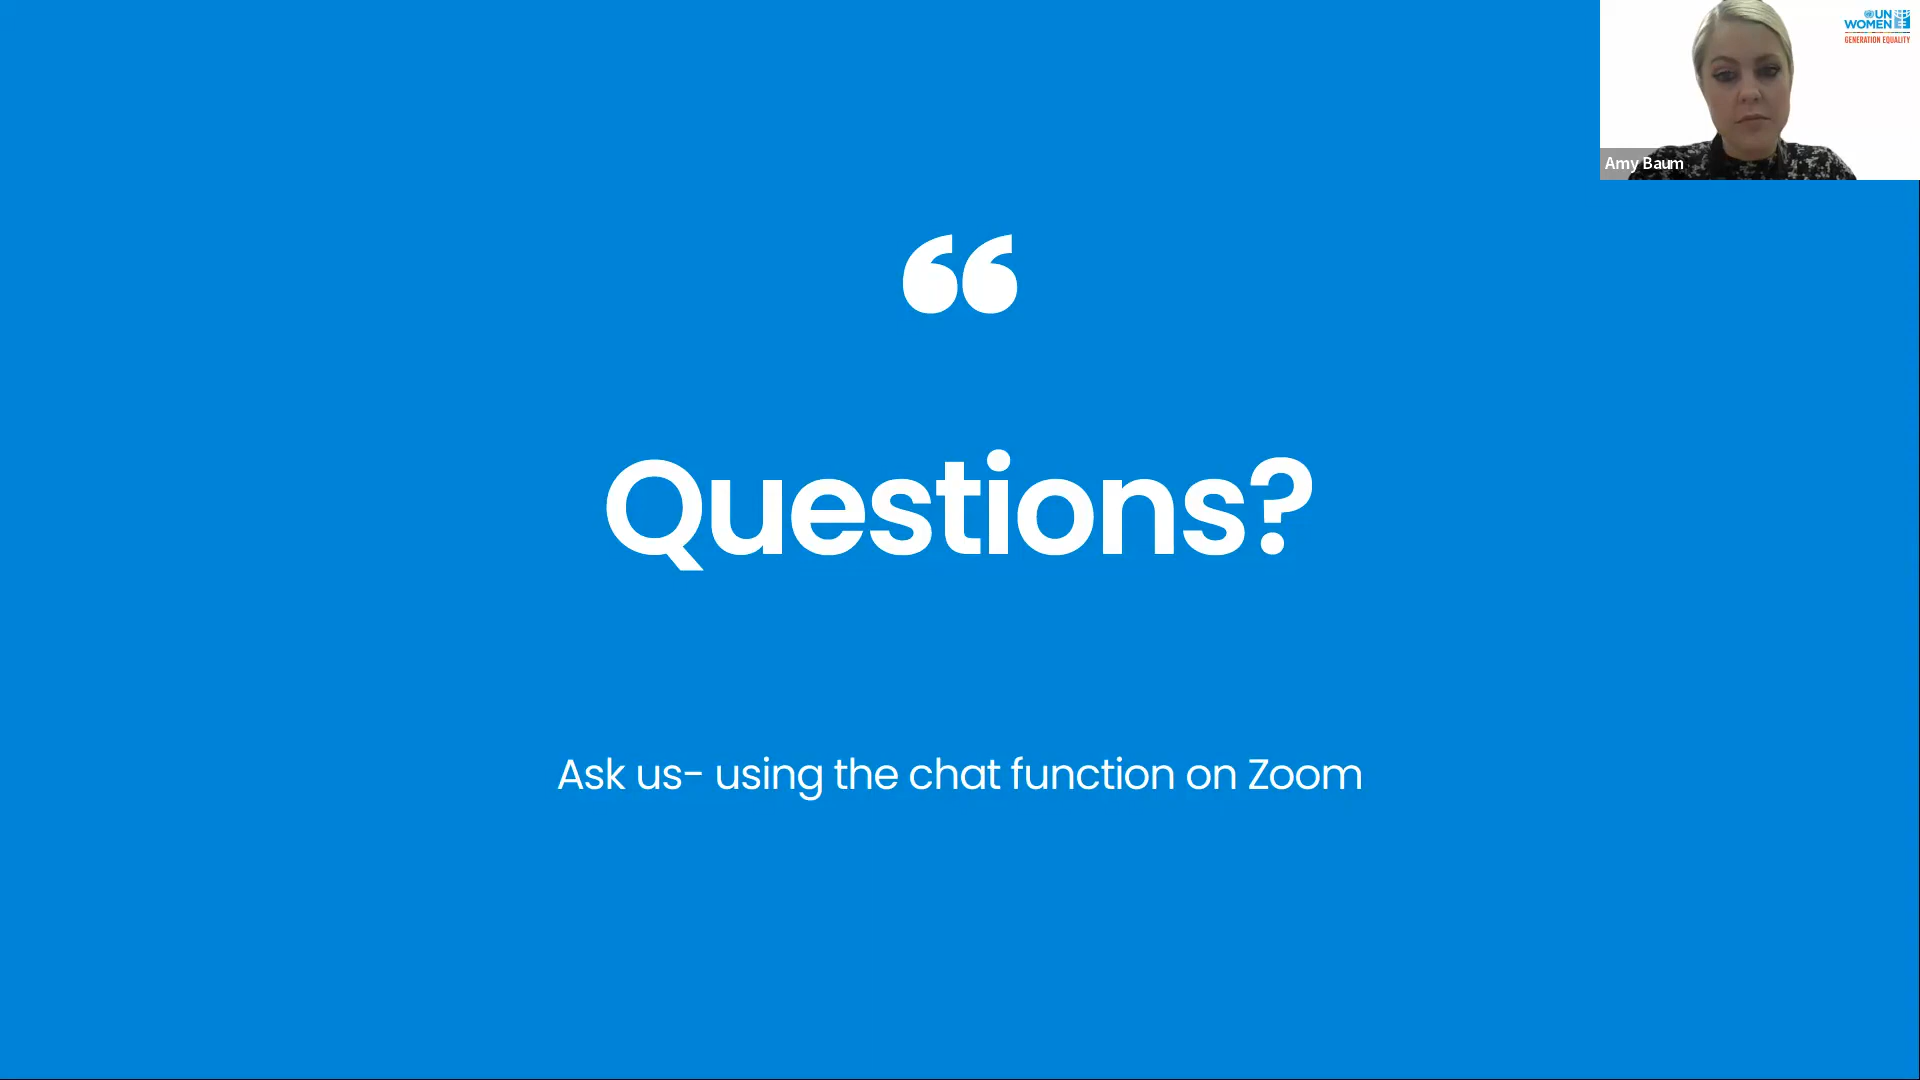 UN
WOMEN
GENERATION EQUALITY
Amy Baum
“
Questions?
Ask us- using the chat function on Zoom